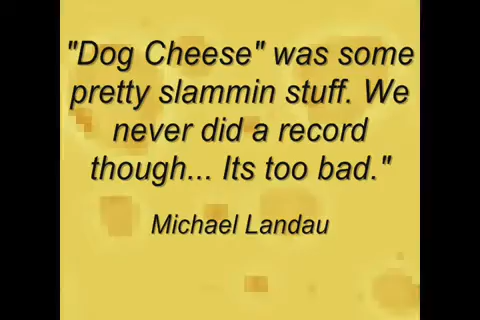 "Dog Cheese" was some
pretty slammin stuff. We
never did a record
though... Its too bad."
Michael Landau